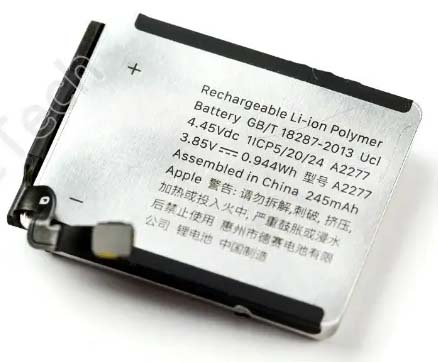 Tech
+
Rechargeable Li-ion Polymer
Battery GB/T 18287-2013 Ucl
4.45Vdc 1ICP5/20/24 A2277
3.85V⎓0.944Wh 型号 A2277
Assembled in China 245mAh
Apple 警告: 请勿拆解,刺破, 挤压,
加热或投入火中, 严重鼓胀或浸水
后禁止使用 惠州市德赛电池有限
公司 锂电池 中国制造
−